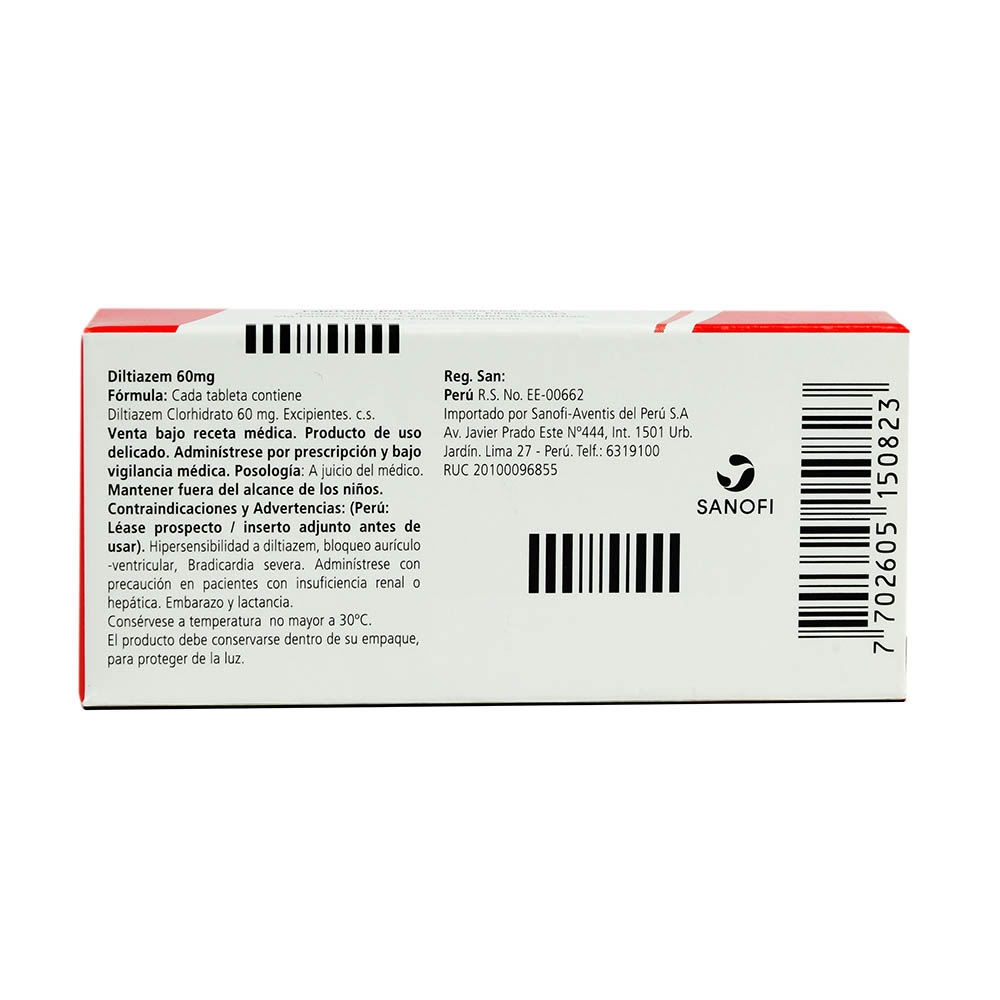 Diltiazem 60mg
Fórmula: Cada tableta contiene
Diltiazem Clorhidrato 60 mg. Excipientes. c.s.
Venta bajo receta médica. Producto de uso
delicado. Adminístrese por prescripción y bajo
vigilancia médica. Posología: A juicio del médico.
Mantener fuera del alcance de los niños.
Contraindicaciones y Advertencias: (Perú:
Léase prospecto / inserto adjunto antes de
usar). Hipersensibilidad a diltiazem, bloqueo aurículo
-ventricular, Bradicardia severa. Adminístrese con
precaución en pacientes con insuficiencia renal o
hepática. Embarazo y lactancia.
Consérvese a temperatura no mayor a 30°C.
El producto debe conservarse dentro de su empaque,
para proteger de la luz.
Reg. San:
Perú R.S. No. EE-00662
Importado por Sanofi-Aventis del Perú S.A
Av. Javier Prado Este Nº444, Int. 1501 Urb.
Jardín. Lima 27 - Perú. Telf.: 6319100
RUC 20100096855
SANOFI
7 702605 150823